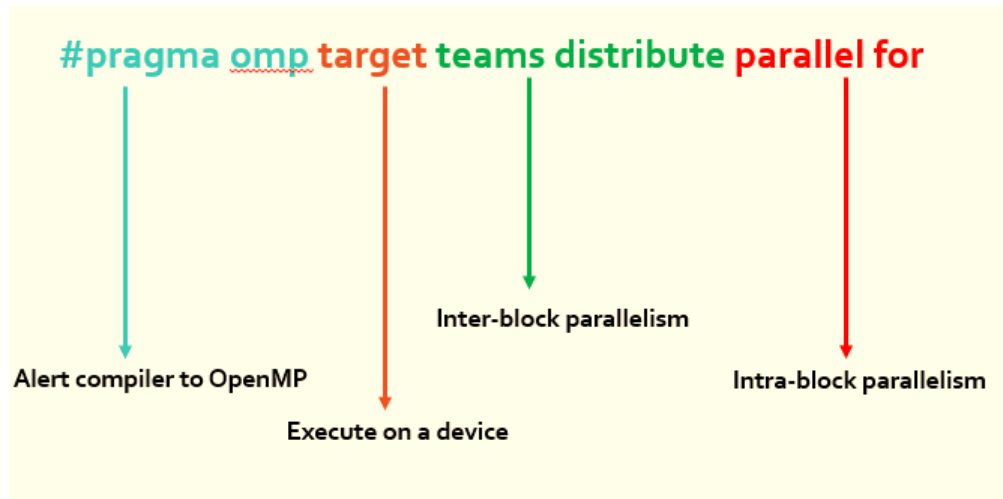 #pragma omp target teams distribute parallel for
Inter-block parallelism
Alert compiler to OpenMP
Intra-block parallelism
Execute on a device